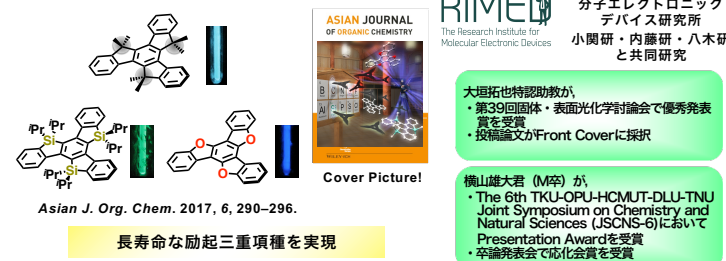 iPr
iPr
Si
Si
iPr
iPr
Si
iPr
iPr
O
O
O
ASIAN JOURNAL
OF ORGANIC CHEMISTRY
Cover Picture!
Asian J. Org. Chem. 2017, 6, 290–296.
長寿命な励起三重項種を実現
RIMED
The Research Institute for
Molecular Electronic Devices
分子エレクトロニック
デバイス研究所
小関研・内藤研・八木研
と共同研究
大垣拓也特認助教が,
・第39回固体・表面光化学討論会で優秀発表
賞を受賞
・投稿論文がFront Coverに採択
横山雄大君（M卒）が,
・The 6th TKU-OPU-HCMUT-DLU-TNU
Joint Symposium on Chemistry and
Natural Sciences (JSCNS-6)において
Presentation Awardを受賞
・卒論発表会で応化会賞を受賞